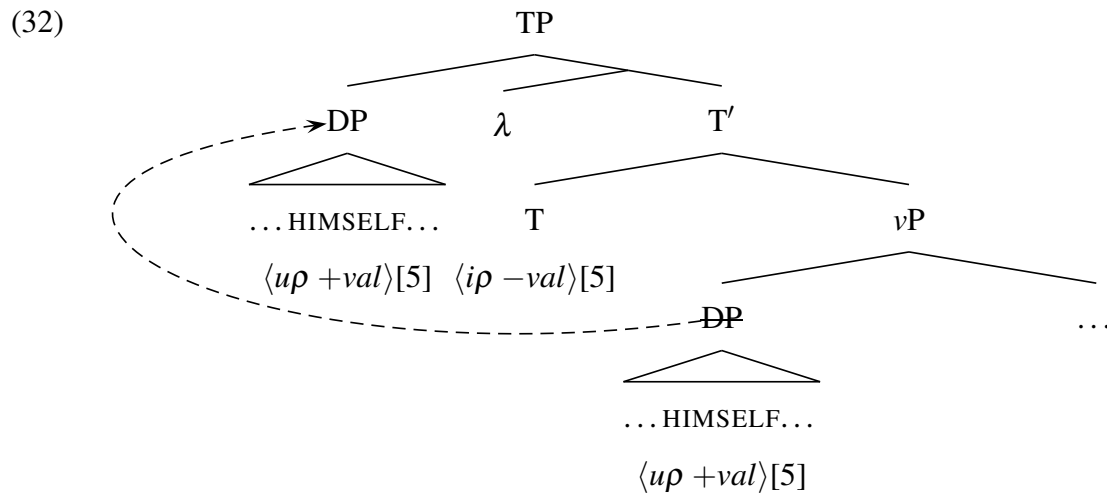 (32) TP
DP λ T′
...HIMSELF... T vP
⟨uρ +val⟩[5] ⟨iρ −val⟩[5]
DP ...
...HIMSELF...
⟨uρ +val⟩[5]